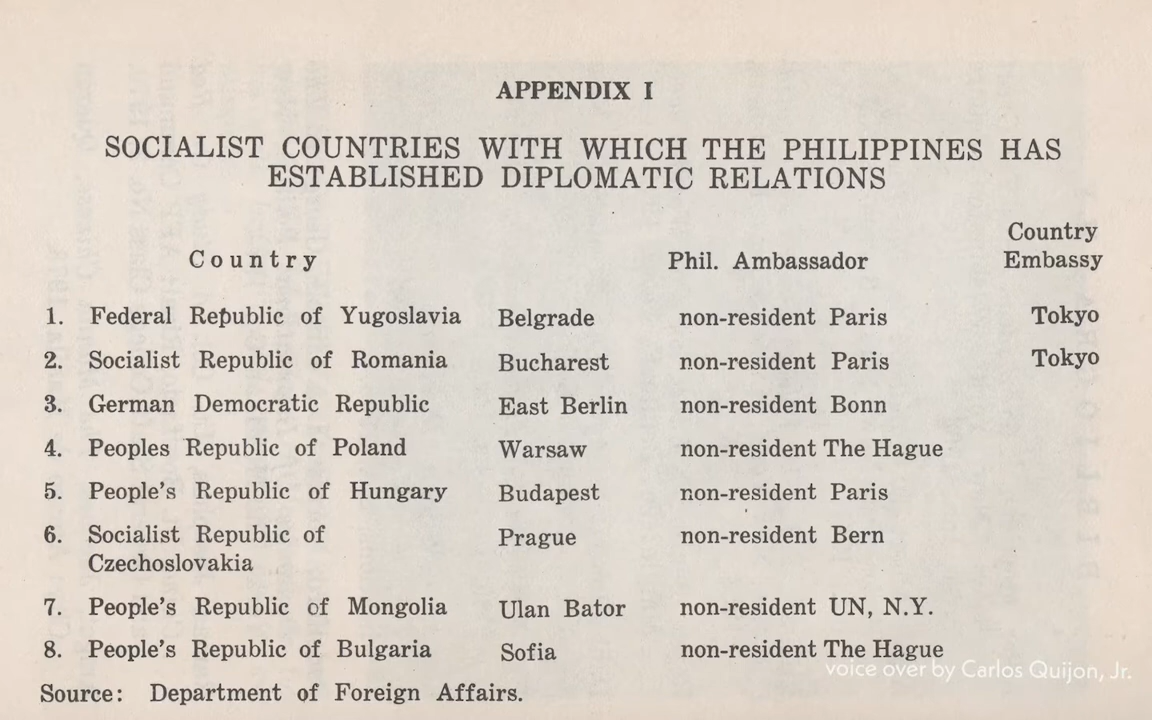 APPENDIX I
SOCIALIST COUNTRIES WITH WHICH THE PHILIPPINES HAS
ESTABLISHED DIPLOMATIC RELATIONS
Country Phil. Ambassador Country Embassy
1. Federal Republic of Yugoslavia Belgrade non-resident Paris Tokyo
2. Socialist Republic of Romania Bucharest non-resident Paris Tokyo
3. German Democratic Republic East Berlin non-resident Bonn
4. Peoples Republic of Poland Warsaw non-resident The Hague
5. People's Republic of Hungary Budapest non-resident Paris
6. Socialist Republic of Prague non-resident Bern
Czechoslovakia
7. People's Republic of Mongolia Ulan Bator non-resident UN, N.Y.
8. People's Republic of Bulgaria Sofia non-resident The Hague
voice over by Carlos Quijon, Jr.
Source: Department of Foreign Affairs.